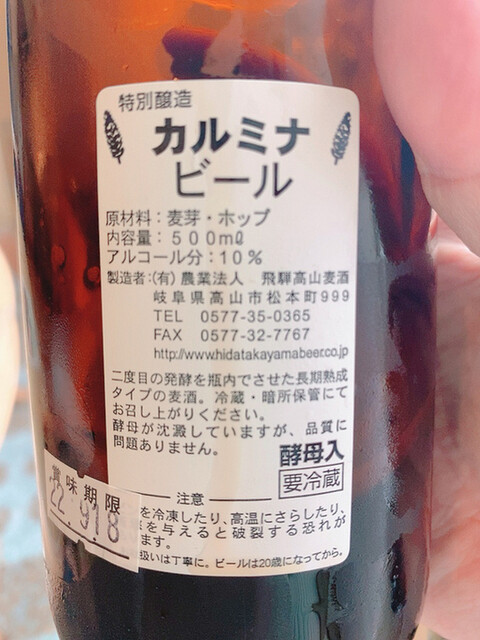 特別醸造
カルミナ
ビール
原材料：麦芽・ホップ
内容量：500mℓ
アルコール分：10％
製造者：(有)農業法人　飛騨高山麦酒
岐阜県高山市松本町999
TEL　0577-35-0365
FAX　0577-32-7767
http://www.hidatakayamabeer.co.jp
二度目の発酵を瓶内でさせた長期熟成
タイプの麦酒。冷蔵・暗所保管にて
お召し上がりください。
酵母が沈澱していますが、品質に
問題ありません。
酵母入
要冷蔵
賞味期限
22.9.18
注意
を冷凍したり、高温にさらしたり、
を与えると破裂する恐れが
ます。
扱いは丁寧に。ビールは20歳になってから。